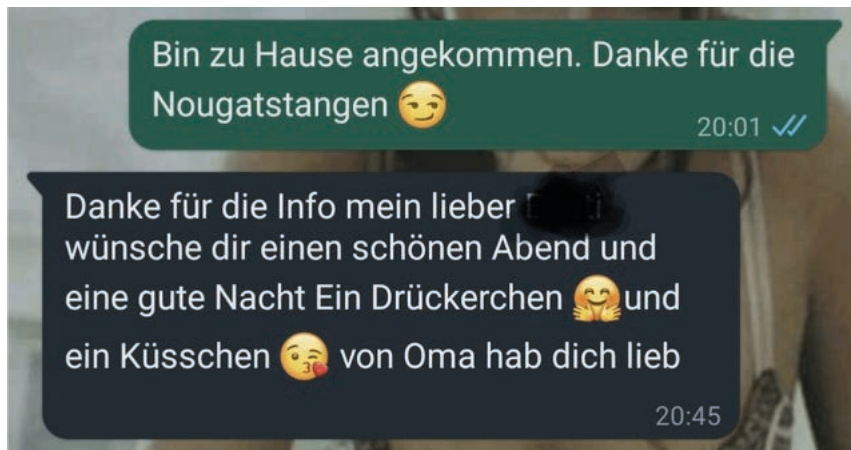 Bin zu Hause angekommen. Danke für die
Nougatstangen 😏
20:01
Danke für die Info mein lieber
wünsche dir einen schönen Abend und
eine gute Nacht Ein Drückerchen 🤗und
ein Küsschen 😘 von Oma hab dich lieb
20:45